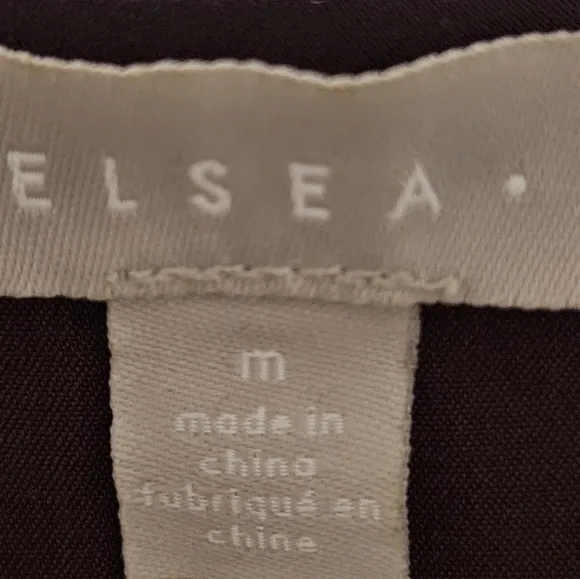 ELSEA •
m
made in
china
fabriqué en
chine